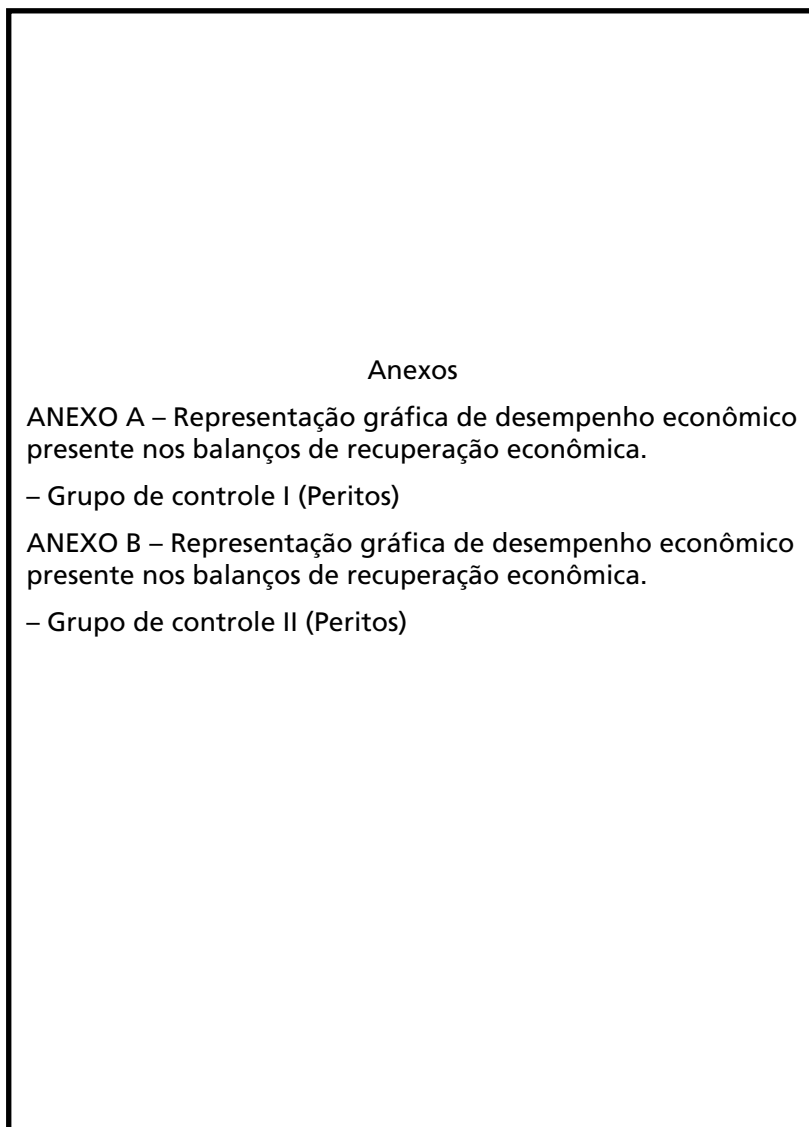 Anexos
ANEXO A – Representação gráfica de desempenho econômico
presente nos balanços de recuperação econômica.
– Grupo de controle I (Peritos)
ANEXO B – Representação gráfica de desempenho econômico
presente nos balanços de recuperação econômica.
– Grupo de controle II (Peritos)